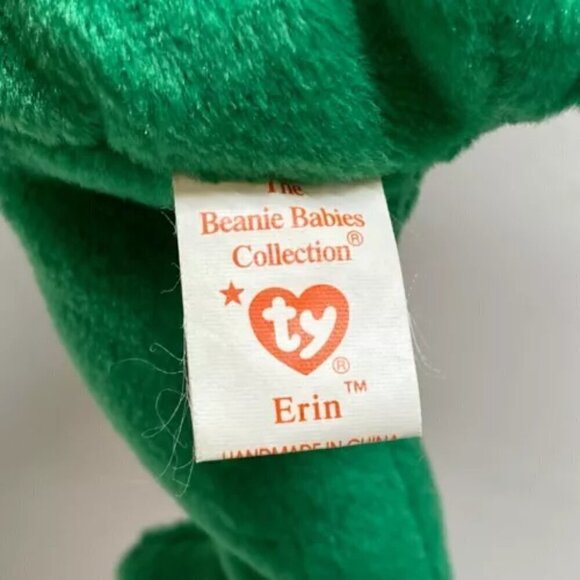 The
Beanie Babies
Collection®
ty®
Erin™
HANDMADE IN CHINA